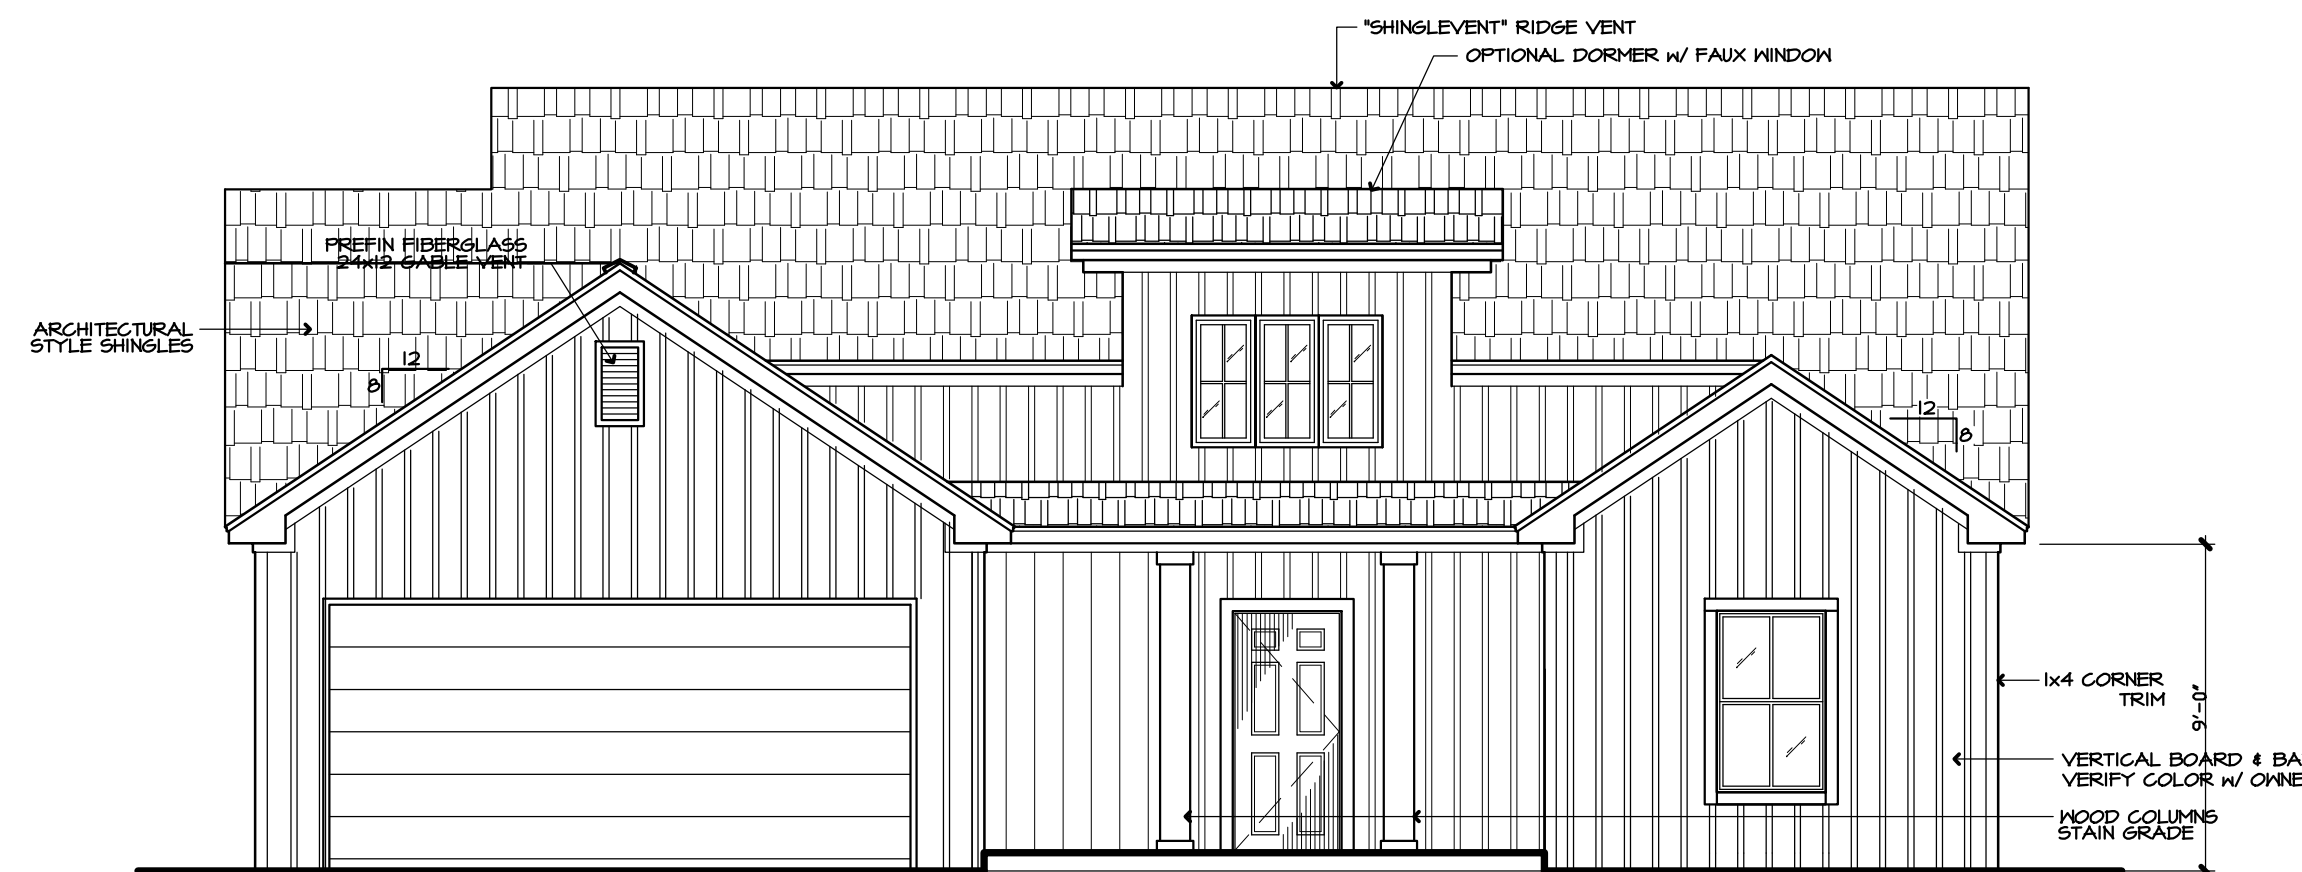 "SHINGLEVENT" RIDGE VENT
OPTIONAL DORMER w/ FAUX WINDOW
PREFIN FIBERGLASS
24x12 GABLE VENT
ARCHITECTURAL
STYLE SHINGLES
12
8
12
8
1x4 CORNER
TRIM
9'-0"
VERTICAL BOARD & BA
VERIFY COLOR w/ OWNE
WOOD COLUMNS
STAIN GRADE